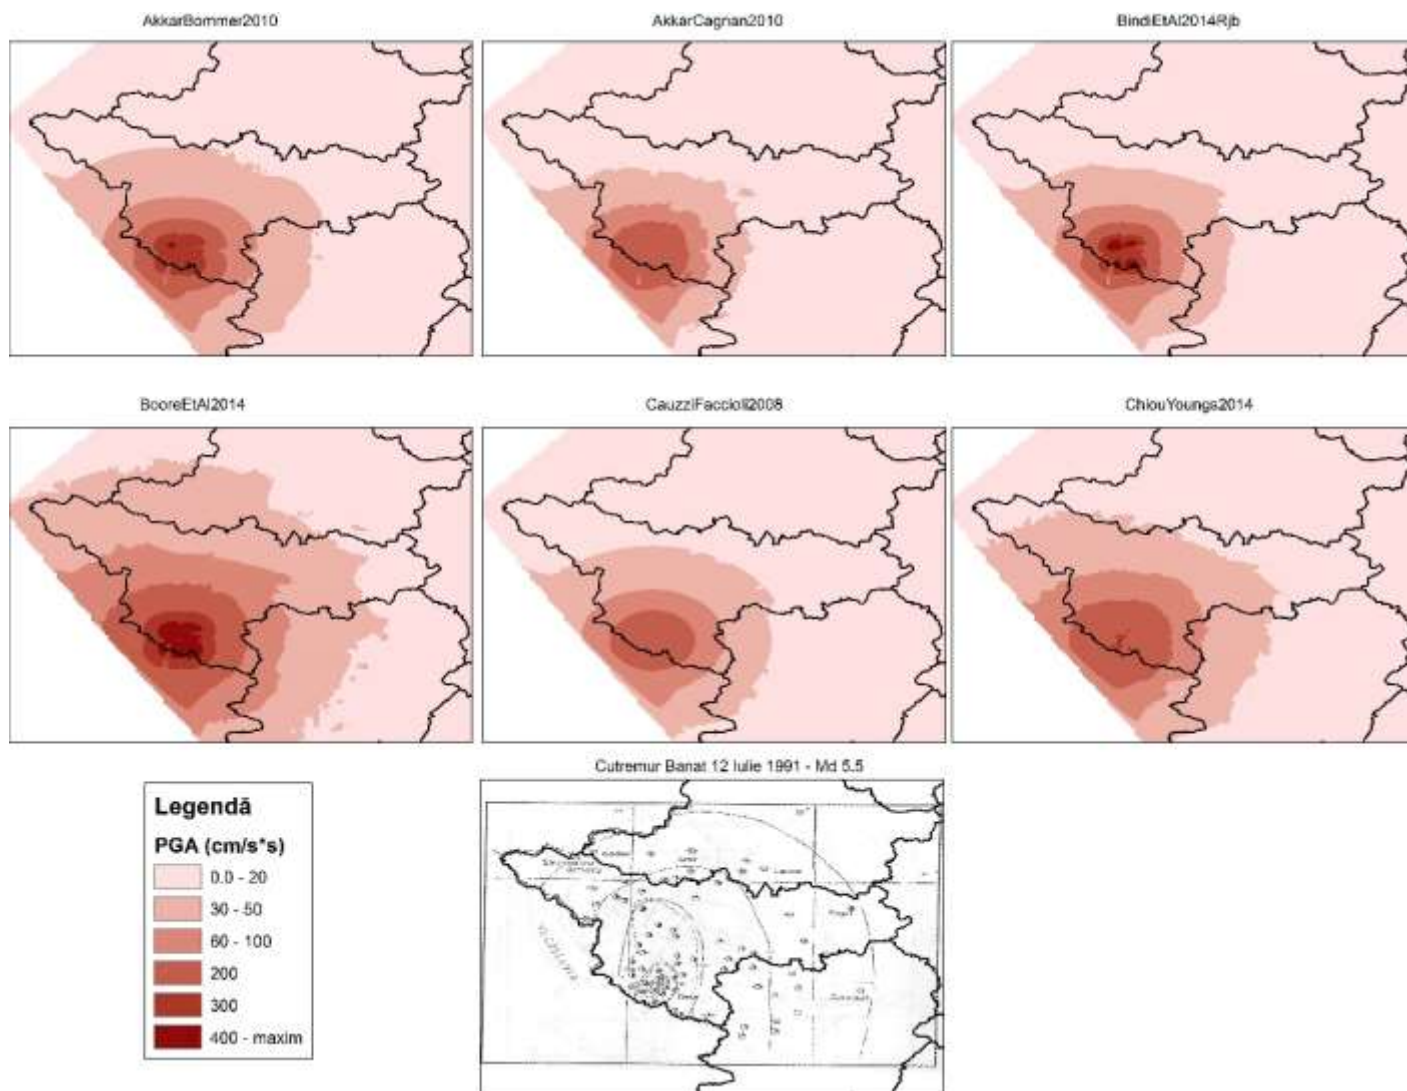 AkkarBommer2010
AkkarCagnan2010
BindiEtAl2014Rjb
BooreEtAl2014
CauzziFaccioli2008
ChiouYoungs2014
Cutremur Banat 12 Iulie 1991 - Md 5.5
Legendă
PGA (cm/s*s)
0.0 - 20
30 - 50
60 - 100
200
300
400 - maxim